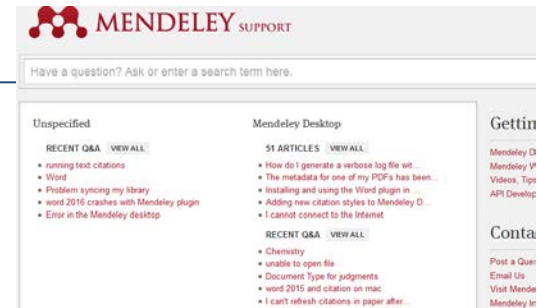 MENDELEY SUPPORT
Have a question? Ask or enter a search term here.
Unspecified
RECENT Q&A VIEW ALL
running text citations
Word
Problem syncing my library
word 2016 crashes with Mendeley plugin
Error in the Mendeley desktop
Mendeley Desktop
51 ARTICLES VIEW ALL
How do I generate a verbose log file wit...
The metadata for one of my PDFs has been...
Installing and using the Word plugin in ...
Adding new citation styles to Mendeley D...
I cannot connect to the Internet
RECENT Q&A VIEW ALL
Chemistry
unable to open file
Document Type for judgments
word 2015 and citation on mac
I can't refresh citations in paper after...
Gettin
Mendeley D
Mendeley W
Videos, Tips
API Develop
Conta
Post a Ques
Email Us
Visit Mende
Mendeley In